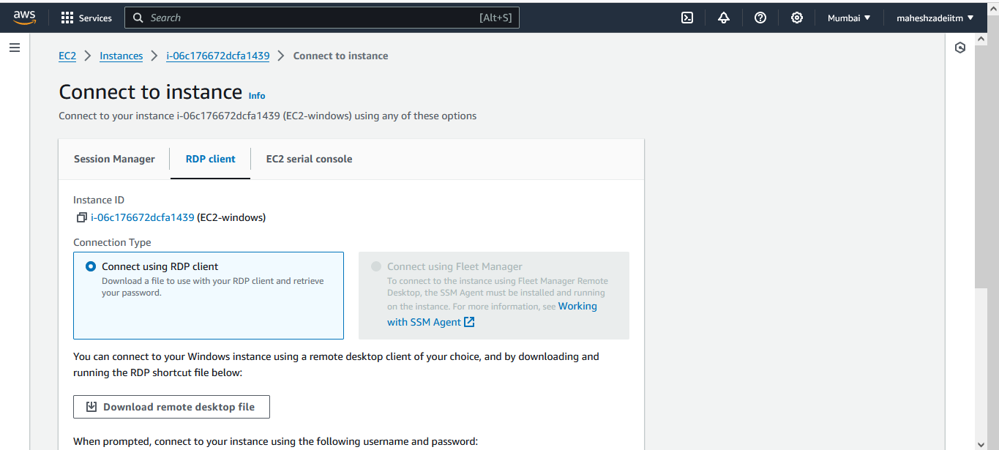 aws Services Search [Alt+S] Mumbai maheshzadeiitm
EC2 Instances i-06c176672dcfa1439 Connect to instance
Connect to instance Info
Connect to your instance i-06c176672dcfa1439 (EC2-windows) using any of these options
Session Manager RDP client EC2 serial console
Instance ID
i-06c176672dcfa1439 (EC2-windows)
Connection Type
Connect using RDP client
Download a file to use with your RDP client and retrieve
your password.
Connect using Fleet Manager
To connect to the instance using Fleet Manager Remote
Desktop, the SSM Agent must be installed and running
on the instance. For more information, see Working
with SSM Agent
You can connect to your Windows instance using a remote desktop client of your choice, and by downloading and
running the RDP shortcut file below:
Download remote desktop file
When prompted, connect to your instance using the following username and password: